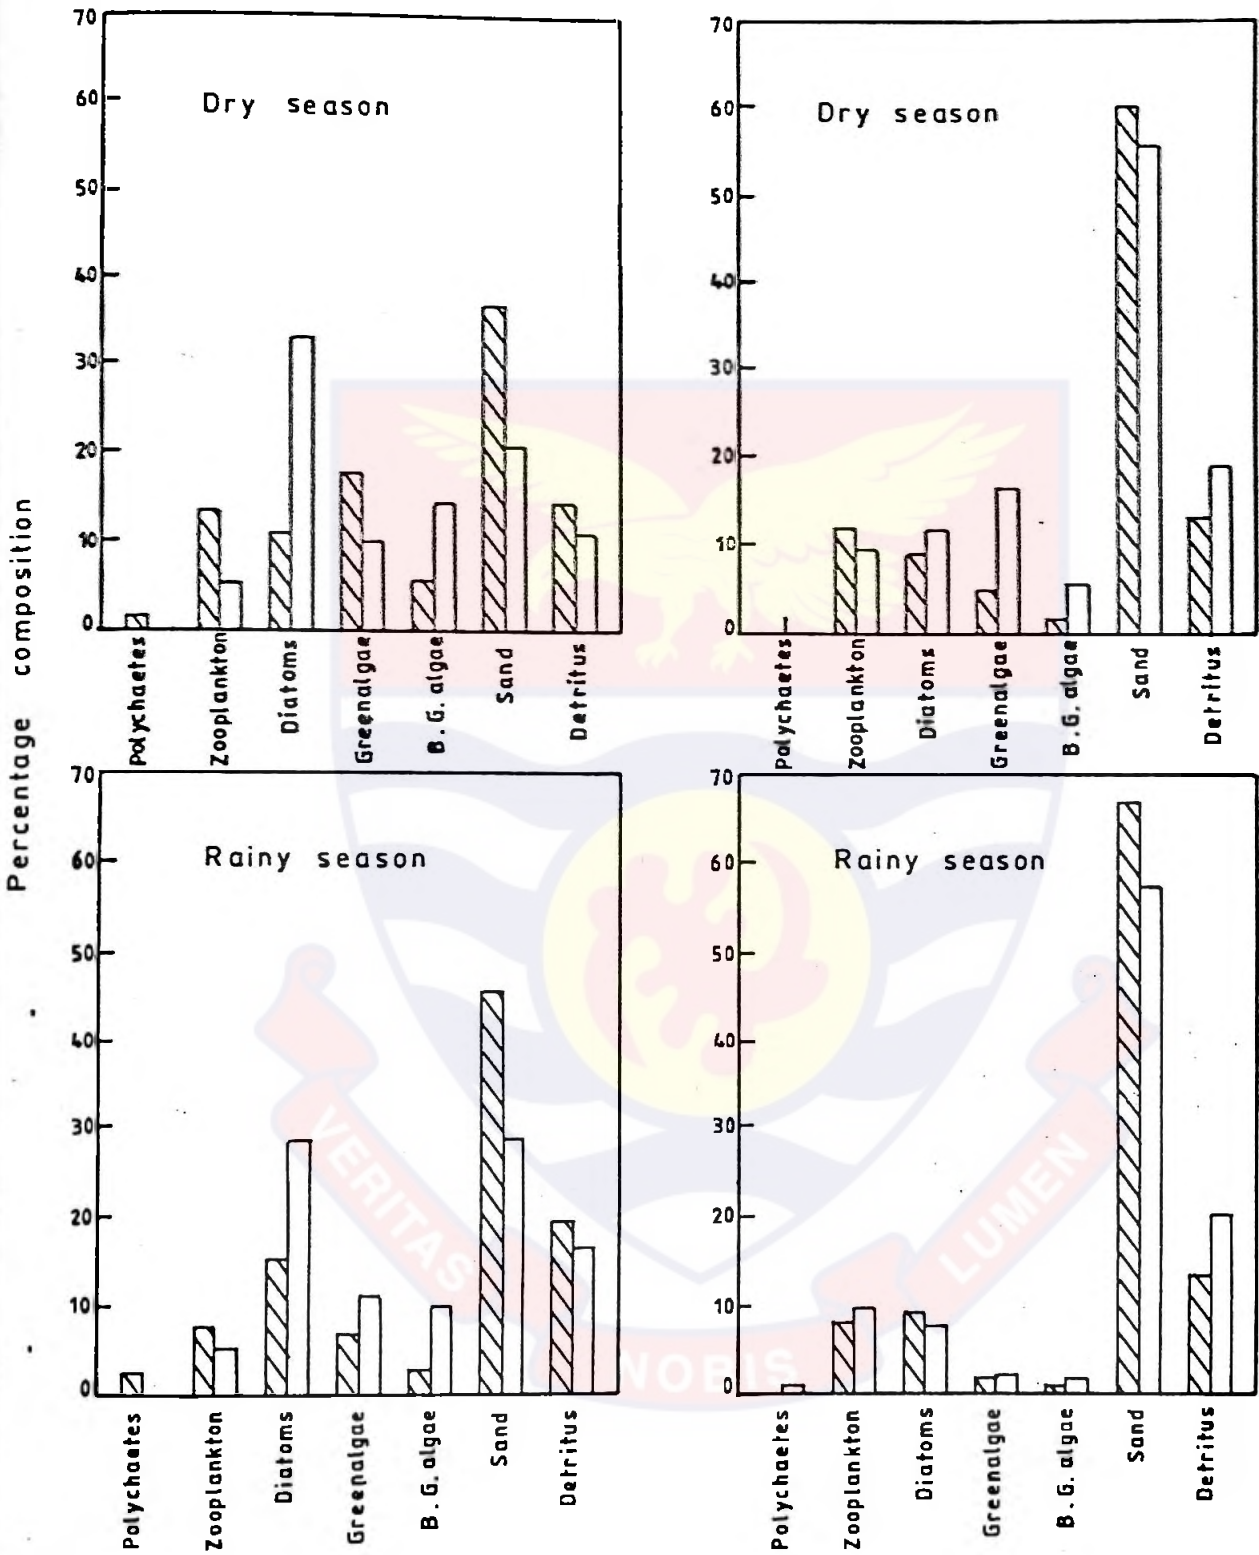 Percentage composition
70
60
50
40
30
20
10
0
Dry season
Polychaetes
Zooplankton
Diatoms
Greenalgae
B. G. algae
Sand
Detritus
70
60
50
40
30
20
10
0
Dry season
Polychaetes
Zooplankton
Diatoms
Greenalgae
B. G. algae
Sand
Detritus
70
60
50
40
30
20
10
0
Rainy season
Polychaetes
Zooplankton
Diatoms
Greenalgae
B. G. algae
Sand
Detritus
70
60
50
40
30
20
10
0
Rainy season
Polychaetes
Zooplankton
Diatoms
Greenalgae
B. G. algae
Sand
Detritus
VERITAS
NOBIS
LUMEN